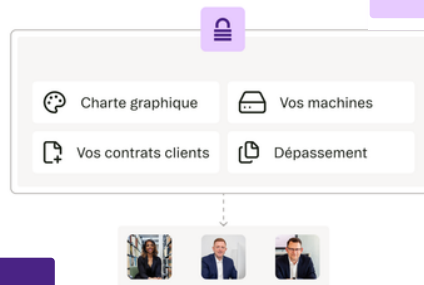 Charte graphique
Vos machines
Vos contrats clients
Dépassement